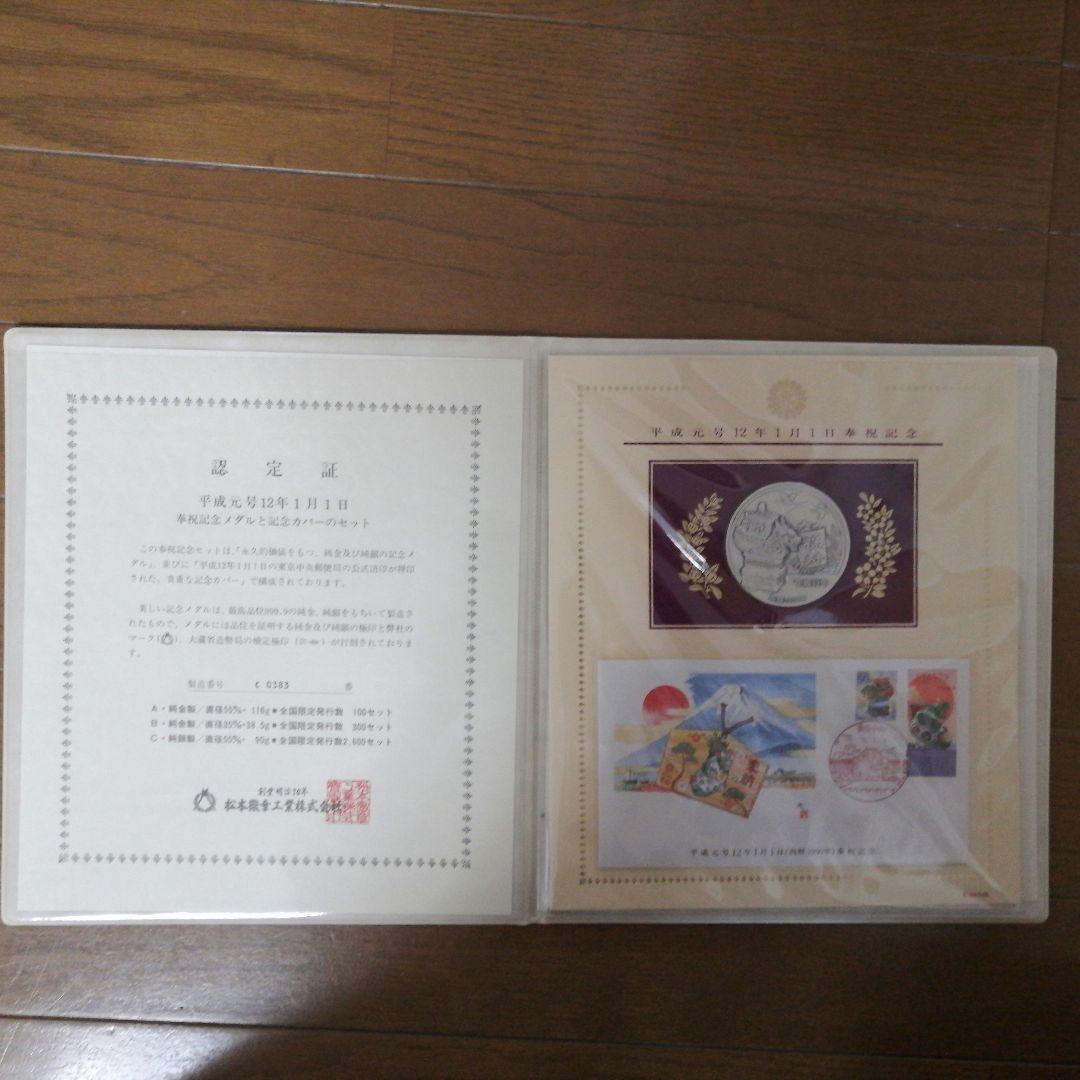 認定証
平成元号12年1月1日
奉祝記念メダルと記念カバーのセット
この奉祝記念セットは、「永久的価値をもつ、純金及び純銀の記念メ
ダル」、並びに「平成12年1月1日の東京中央郵便局の公式消印が押印
された、貴重な記念カバー」で構成されております。
美しい記念メダルは、最高品位999.9の純金、純銀をもちいて製造さ
れたもので、メダルには品位を証明する純金及び純銀の極印と弊社の
マーク( )、大蔵省造幣局の検定極印( )が打刻されておりま
す。
製造番号 C 0383 番
A・純金製/直径55%・116g★全国限定発行数 100セット
B・純金製/直径35%・38.5g★全国限定発行数 300セット
C・純銀製/直径55%・90g★全国限定発行数2,600セット
創業明治36年
松本徽章工業株式会社
平成元号12年1月1日奉祝記念
奉納
平成元号12年1月1日(西暦2000年)奉祝記念